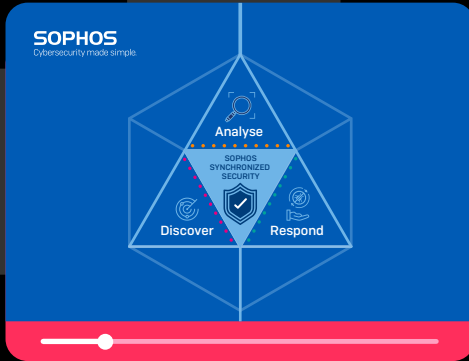 SOPHOS
Cybersecurity made simple.
Analyse
SOPHOS
SYNCHRONIZED
SECURITY
Discover
Respond